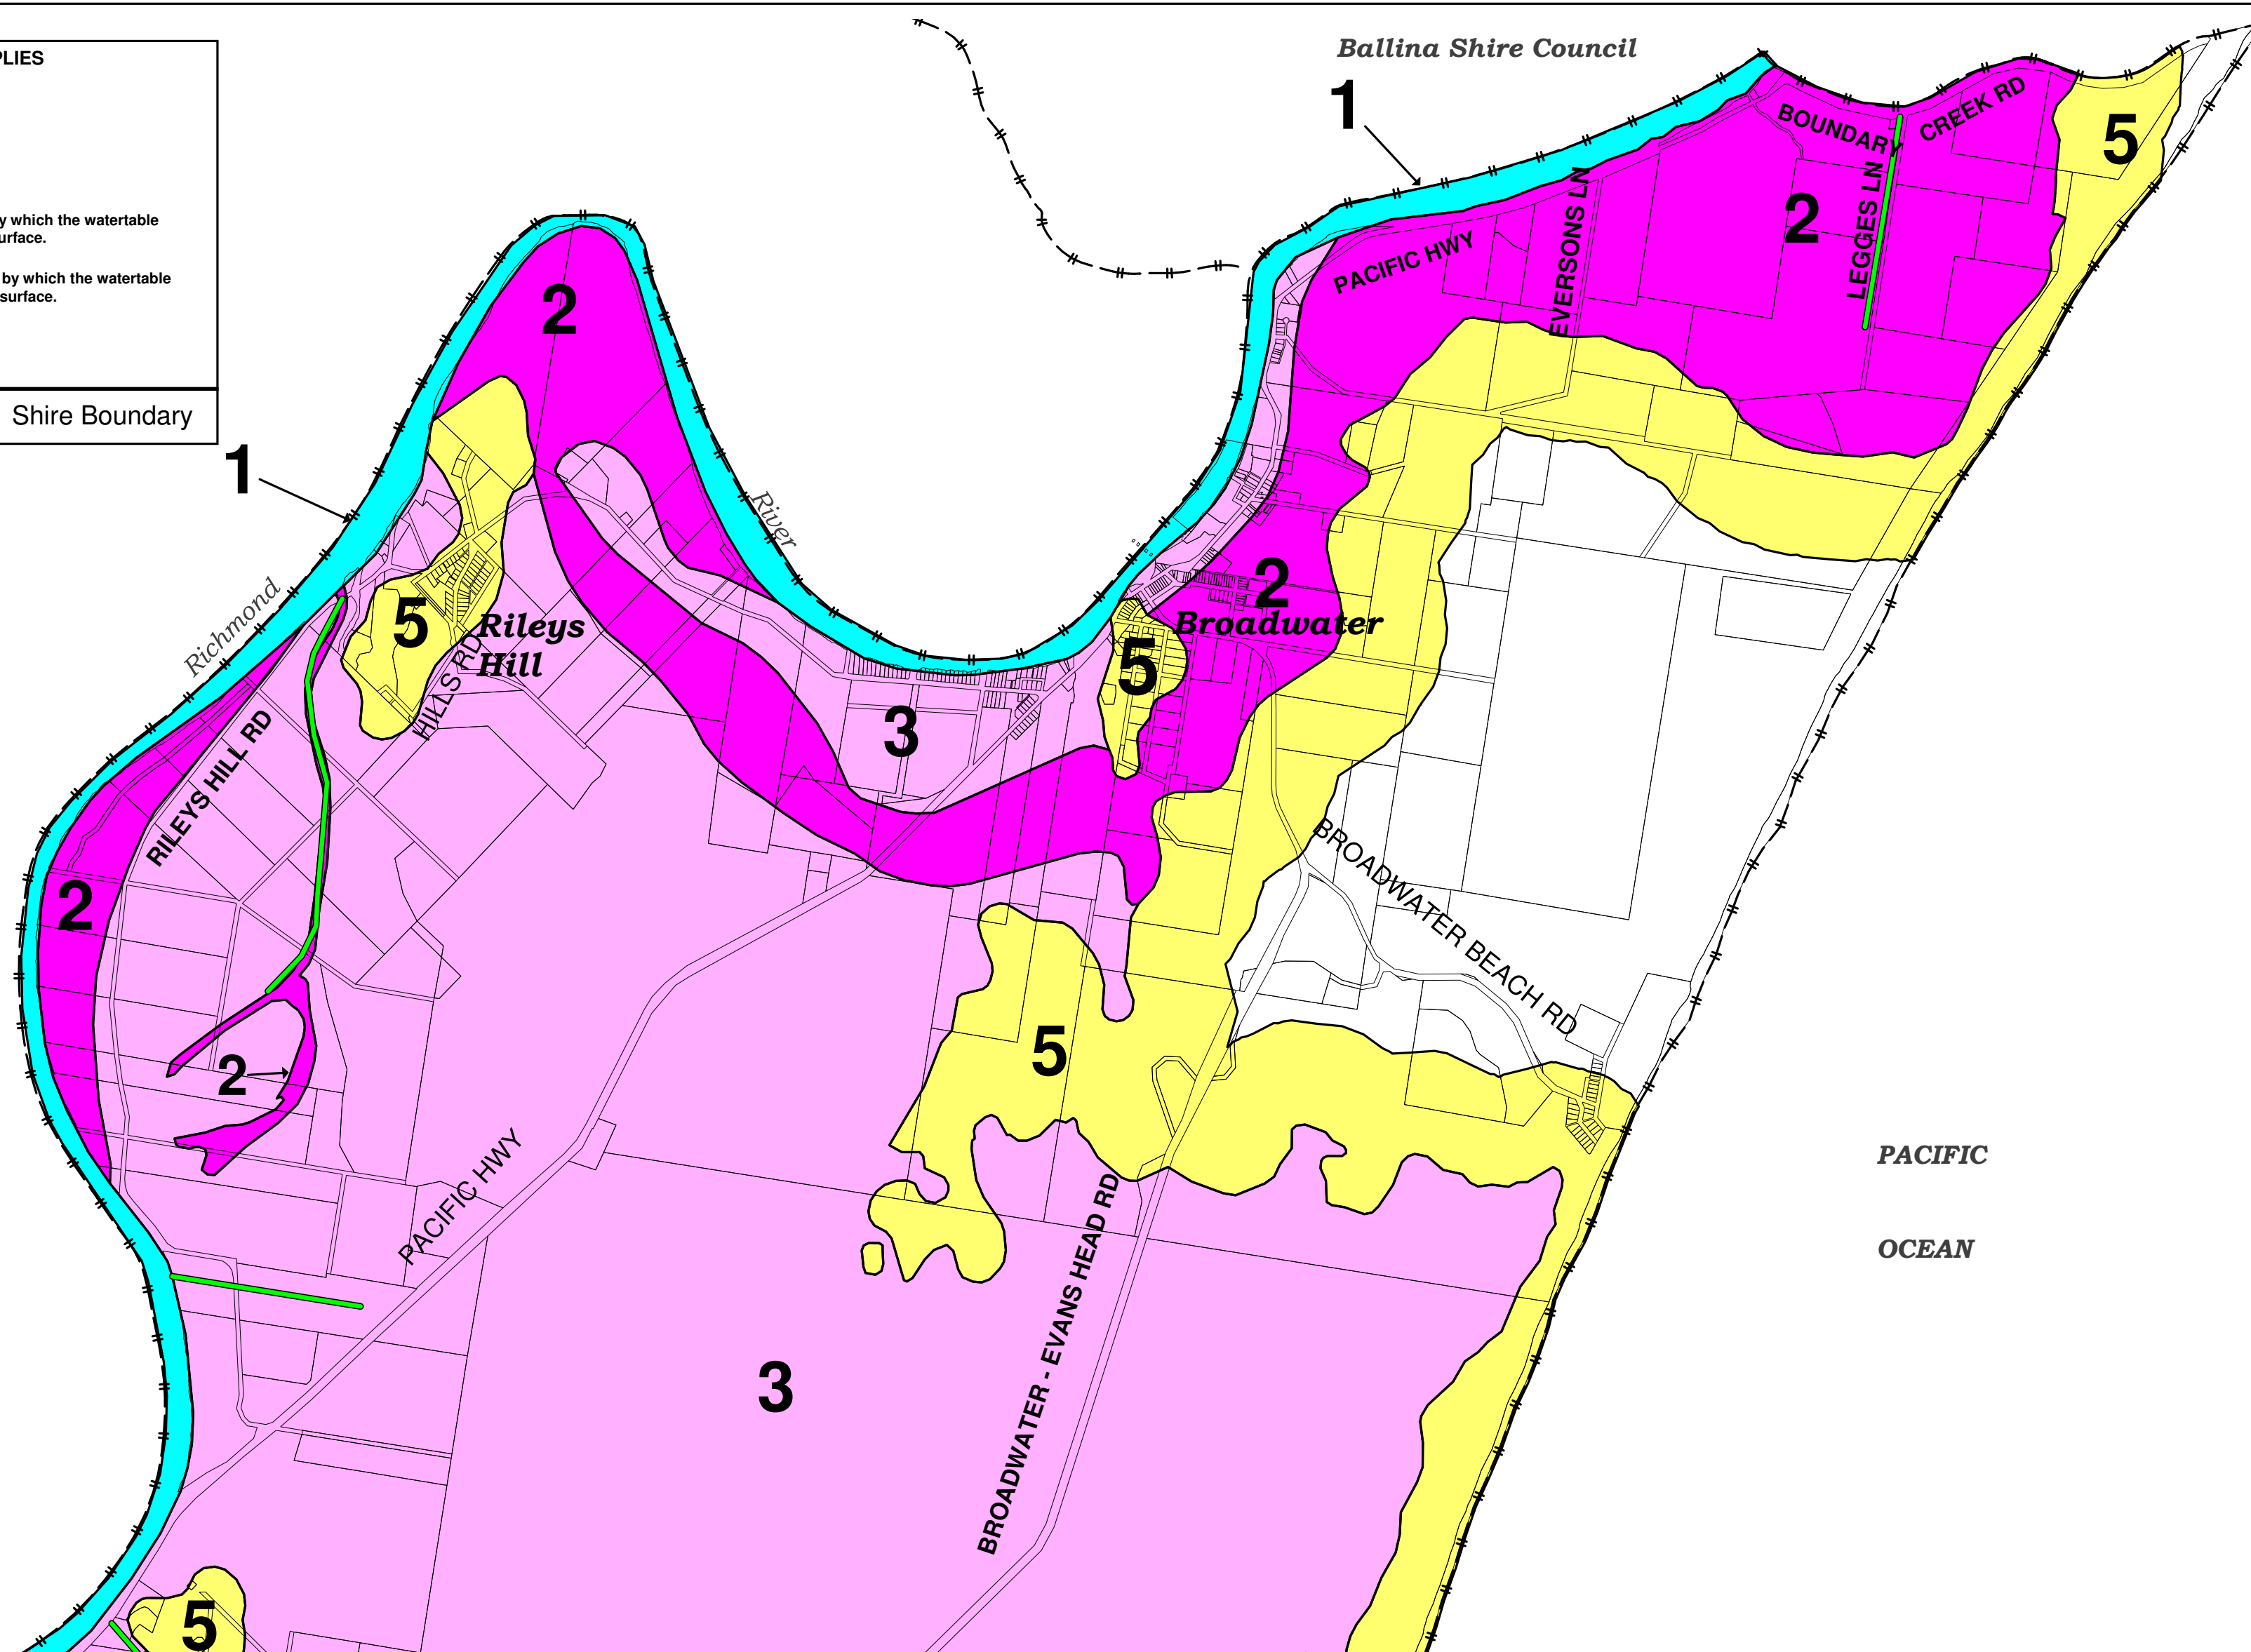 PLIES
y which the watertable
urface.
by which the watertable
surface.
Shire Boundary
Ballina Shire Council
1
BOUNDARY
CREEK RD
5
LEGGES LN
2
EVERSONS LN
PACIFIC HWY
2
1
River
Richmond
5
Rileys
Hill
HILLS RD
2
Broadwater
5
3
RILEYS HILL RD
2
BROADWATER BEACH RD
5
2
PACIFIC HWY
PACIFIC
OCEAN
BROADWATER - EVANS HEAD RD
3
5